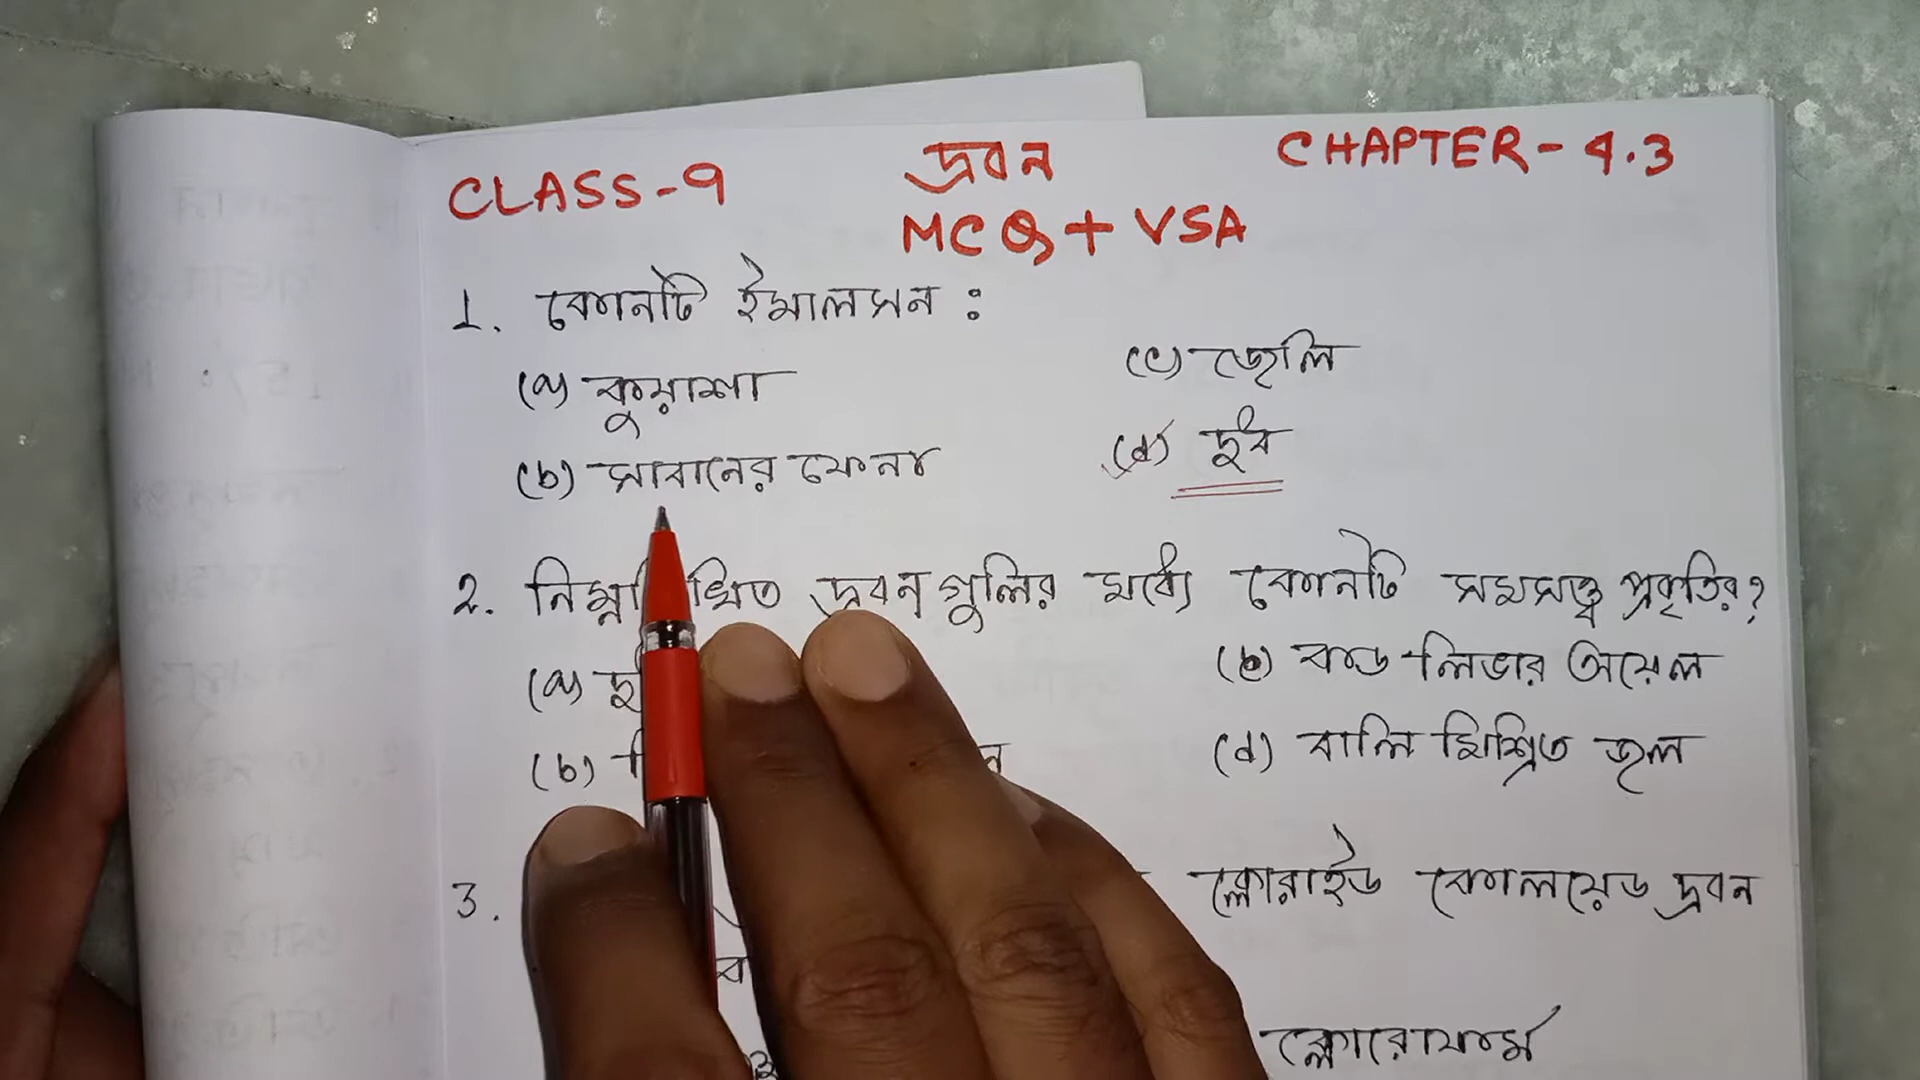 CLASS-9 দ্রবন CHAPTER-4.3
MCQ + VSA
1. কোনটি ইমালসন :
(a) কুয়াশা (c) জেলি
(b) সাবানের ফেনা (d) দুধ
2. দ্রবনগুলির মধ্যে কোনটি সমসত্ত্ব প্রকৃতির?
(a) (b) কড লিভার অয়েল
(b) (d) বালি মিশ্রিত জল
3. ক্লোরাইড কোলয়েড দ্রবন
ক্লোরোফর্ম